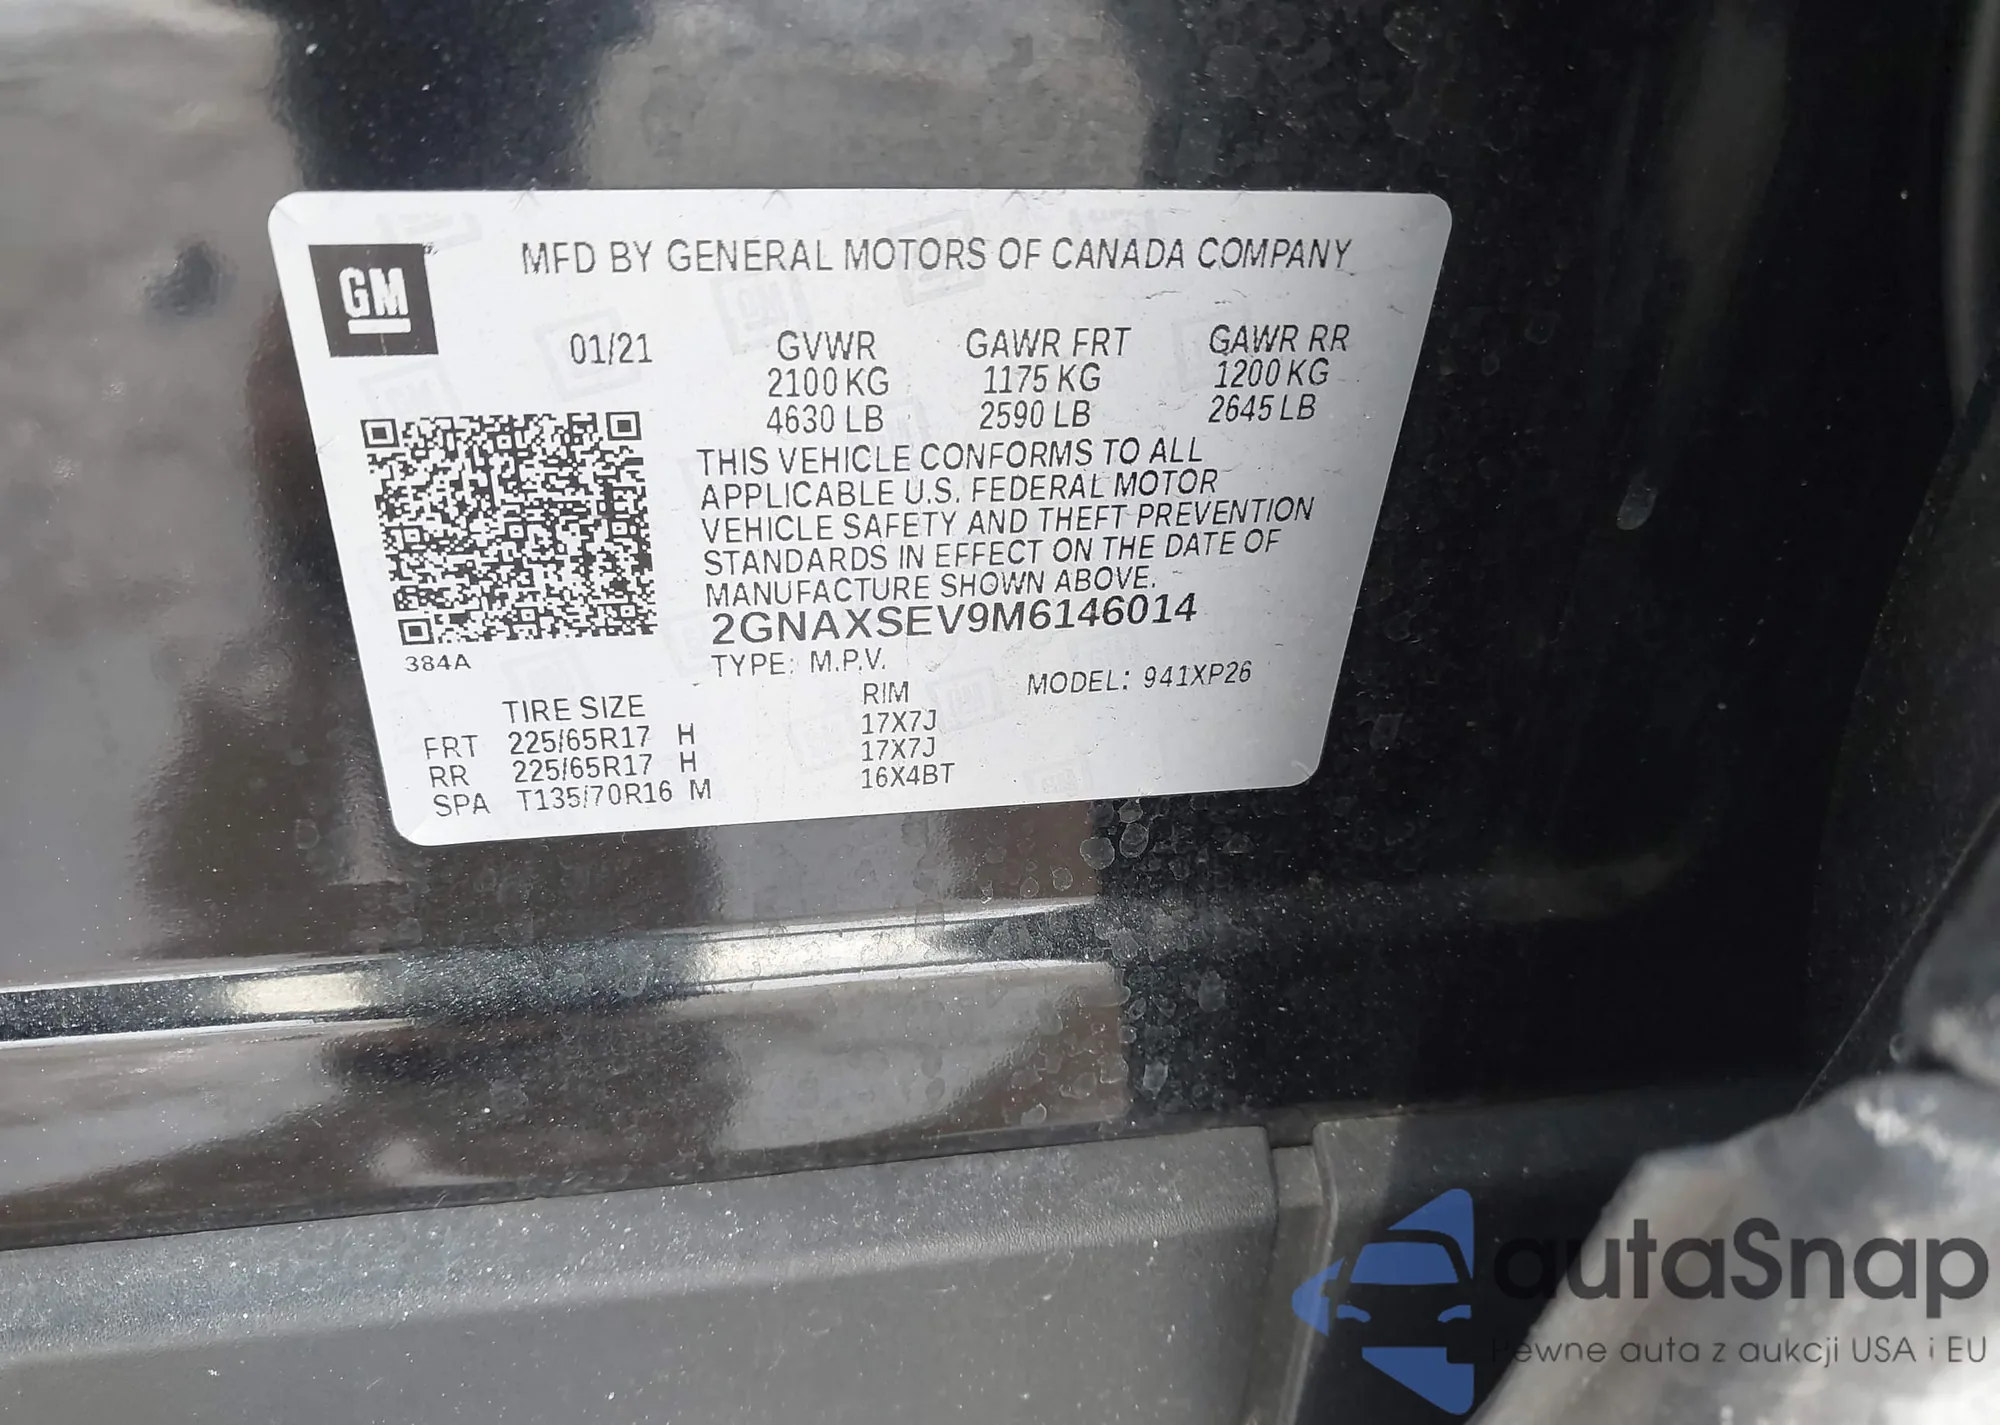 GM
MFD BY GENERAL MOTORS OF CANADA COMPANY
01/21 GVWR GAWR FRT GAWR RR
2100 KG 1175 KG 1200 KG
4630 LB 2590 LB 2645 LB
THIS VEHICLE CONFORMS TO ALL
APPLICABLE U.S. FEDERAL MOTOR
VEHICLE SAFETY AND THEFT PREVENTION
STANDARDS IN EFFECT ON THE DATE OF
MANUFACTURE SHOWN ABOVE.
2GNAXSEV9M6146014
384A
TYPE: M.P.V. MODEL: 941XP26
TIRE SIZE RIM
FRT 225/65R17 H 17X7J
RR 225/65R17 H 17X7J
SPA T135/70R16 M 16X4BT
autaSnap
Pewne auta z aukcji USA i EU